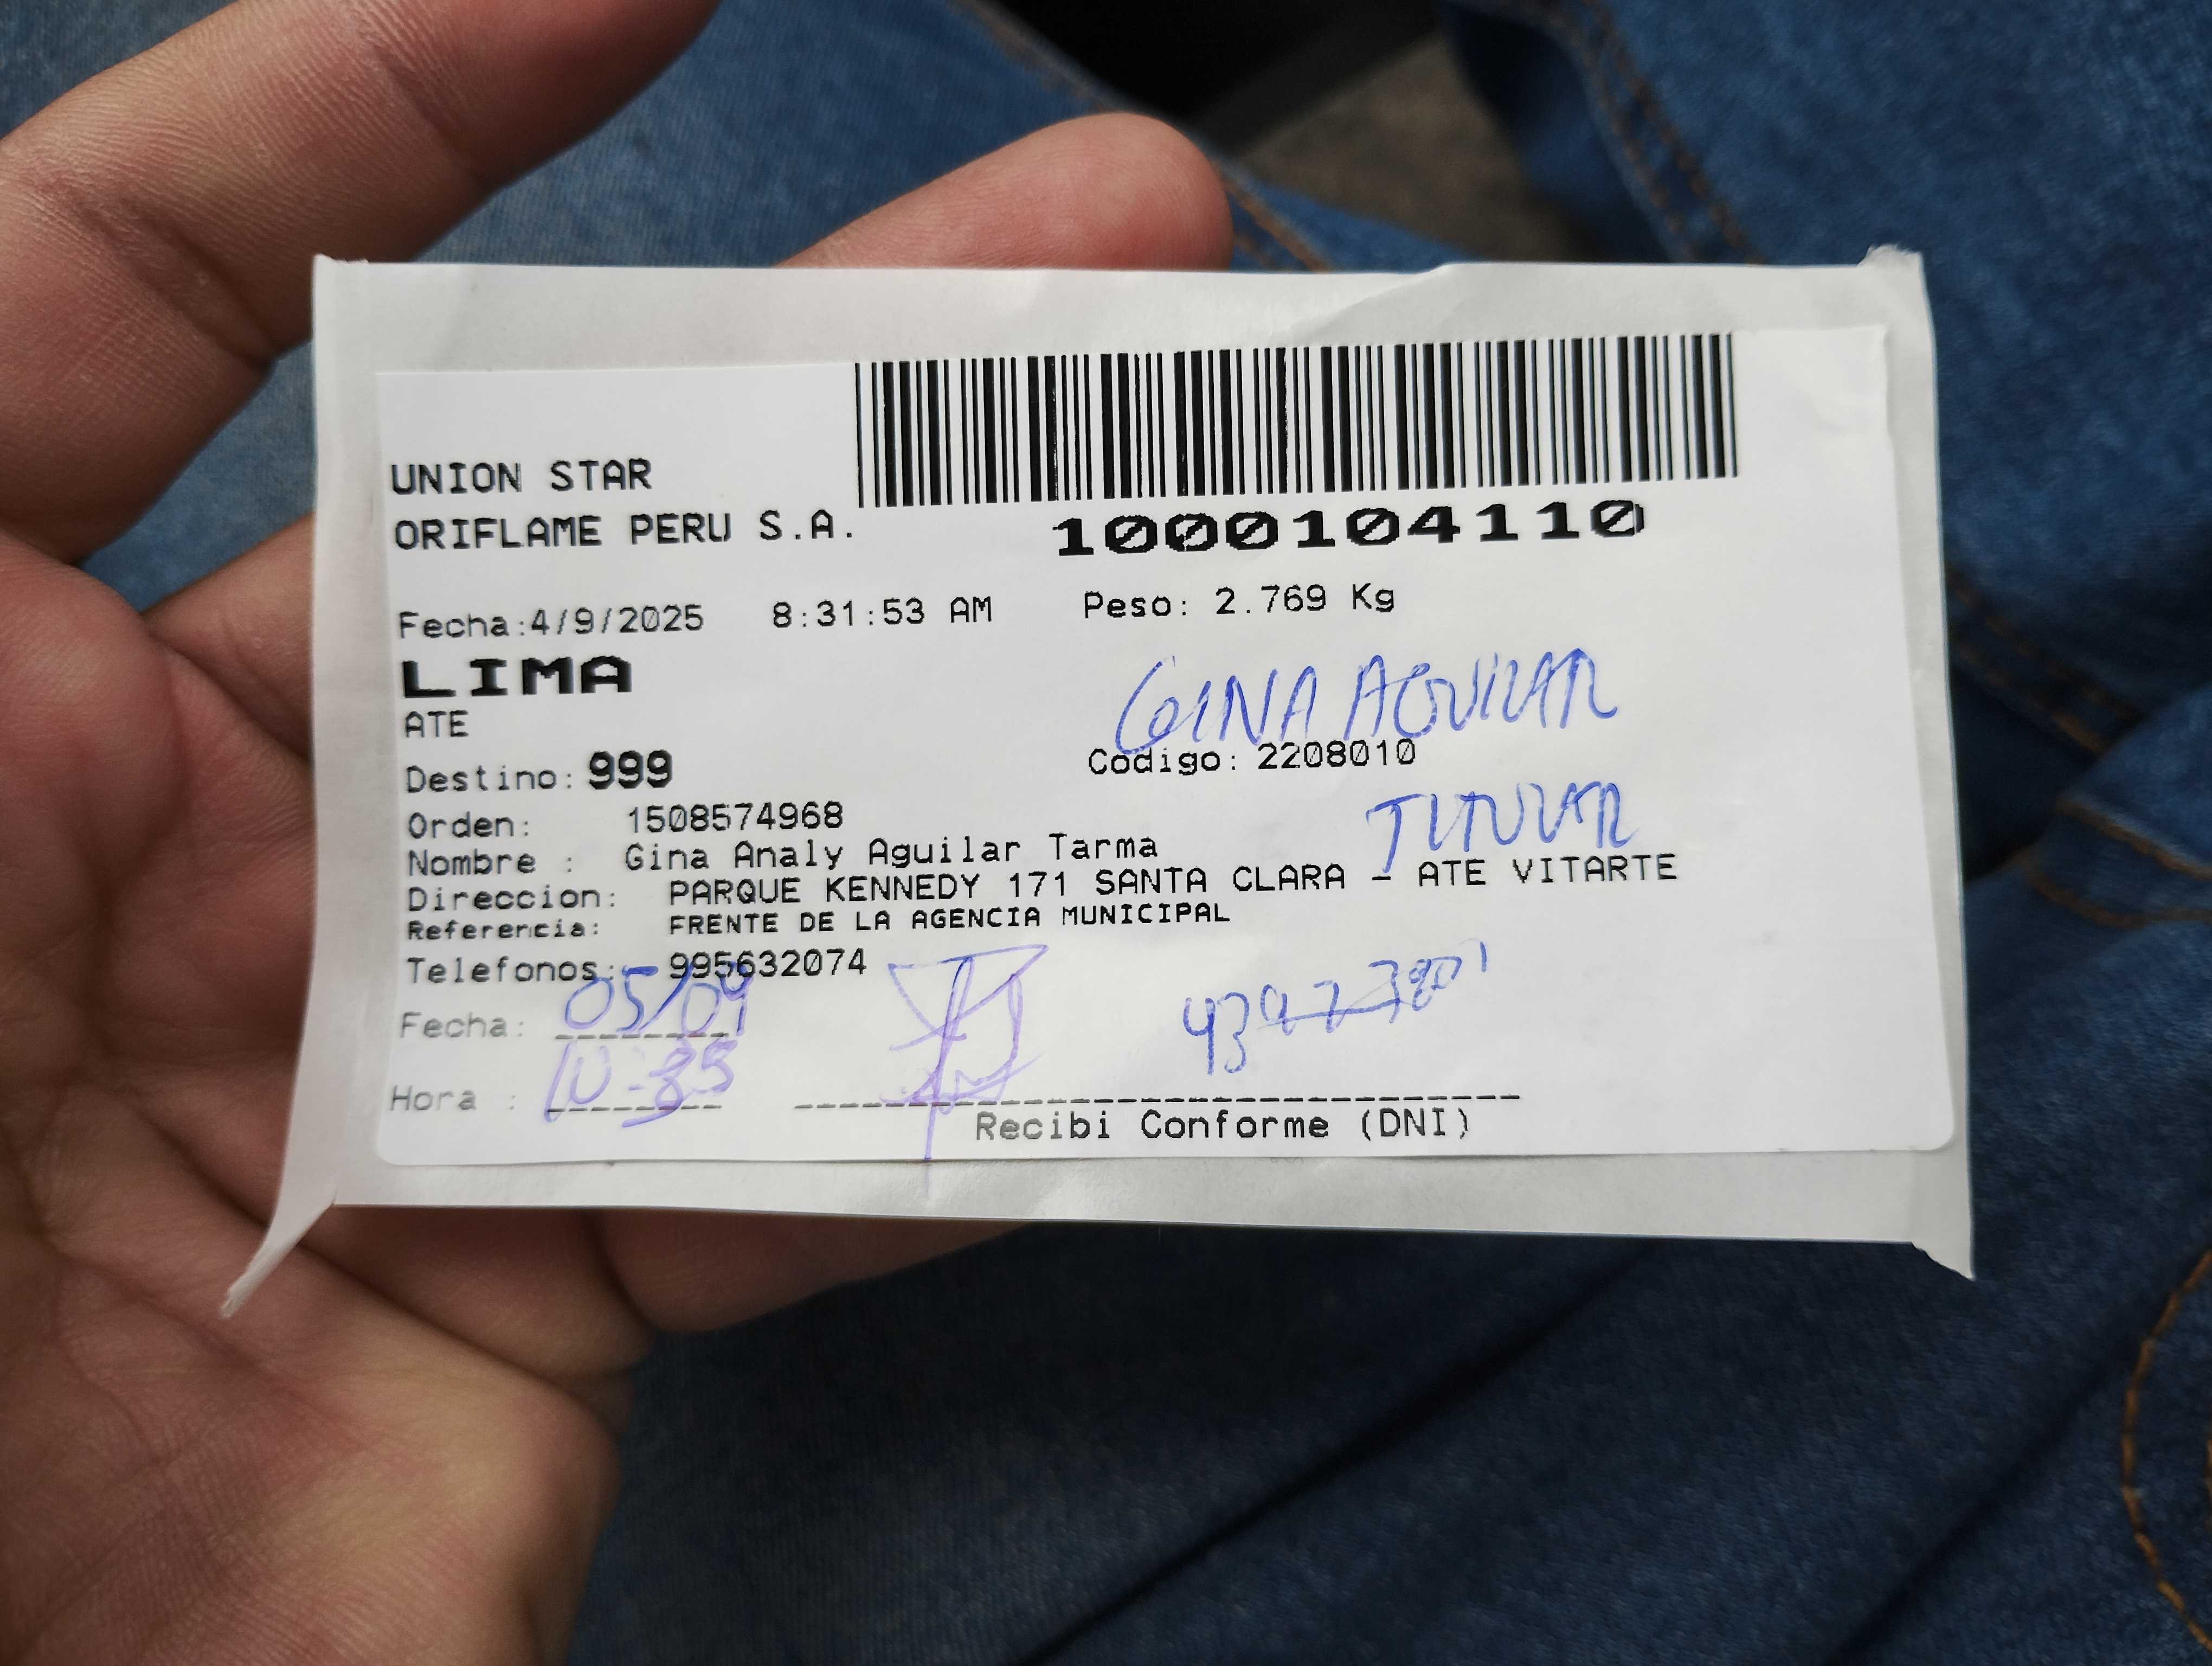 UNION STAR
ORIFLAME PERU S.A.
1000104110
Fecha:4/9/2025 8:31:53 AM Peso: 2.769 Kg
LIMA
GINA AGUILAR
ATE
Destino: 999 Codigo: 2208010
TITULAR
Orden: 1508574968
Nombre : Gina Analy Aguilar Tarma
Direccion: PARQUE KENNEDY 171 SANTA CLARA - ATE VITARTE
Referencia: FRENTE DE LA AGENCIA MUNICIPAL
Telefonos: 995632074
Fecha: 05/09
Hora : 10:35
Recibi Conforme (DNI)